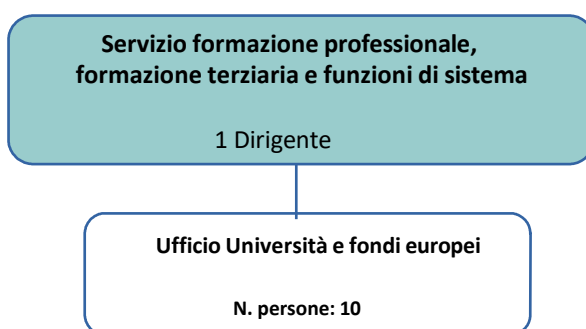 Servizio formazione professionale,
formazione terziaria e funzioni di sistema
1 Dirigente
Ufficio Università e fondi europei
N. persone: 10